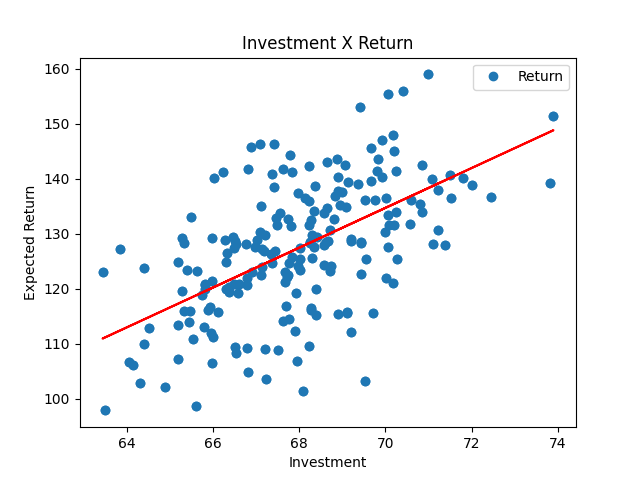 Investment X Return
Return
Expected Return
160
150
140
130
120
110
100
64 66 68 70 72 74
Investment